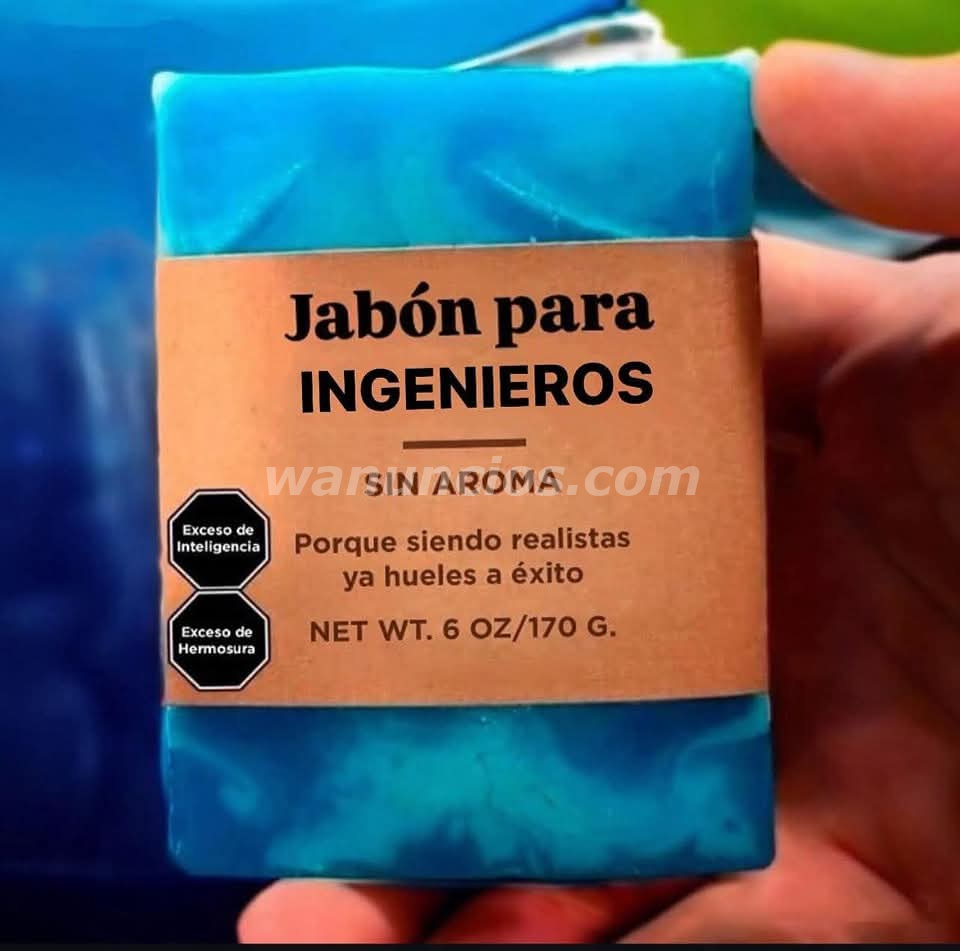 Jabón para
INGENIEROS
SIN AROMA
wanuncios.com
Exceso de
Inteligencia
Porque siendo realistas
ya hueles a éxito
Exceso de
Hermosura
NET WT. 6 OZ/170 G.